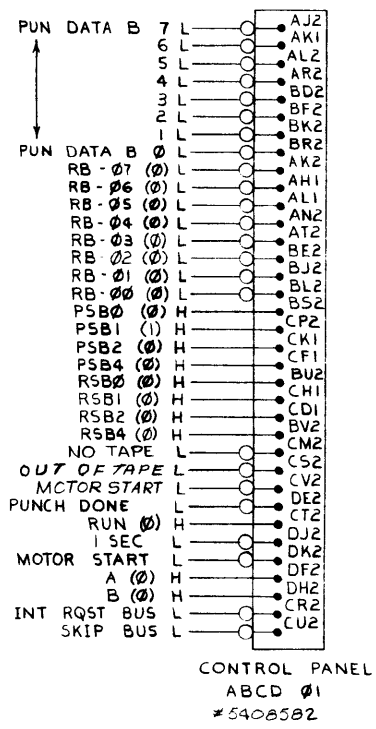 PUN DATA B 7 L AJ2
6 L AK1
5 L AL2
4 L AR2
3 L BD2
2 L BF2
1 L BK2
PUN DATA B Ø L BR2
RB-Ø7 (Ø) L AK2
RB-Ø6 (Ø) L AH1
RB-Ø5 (Ø) L AL1
RB-Ø4 (Ø) L AN2
RB-Ø3 (Ø) L AT2
RB-Ø2 (Ø) L BE2
RB-Ø1 (Ø) L BJ2
RB-ØØ (Ø) L BL2
PSBØ (Ø) H BS2
PSB1 (1) H CP2
PSB2 (Ø) H CK1
PSB4 (Ø) H CF1
RSBØ (Ø) H BU2
RSB1 (Ø) H CH1
RSB2 (Ø) H CD1
RSB4 (Ø) H BV2
NO TAPE L CM2
OUT OF TAPE L CS2
MOTOR START L CV2
PUNCH DONE L DE2
RUN (Ø) H CT2
1 SEC L DJ2
MOTOR START L DK2
A (Ø) H DF2
B (Ø) H DH2
INT RQST BUS L CR2
SKIP BUS L CU2
CONTROL PANEL
ABCD Ø1
#5408582